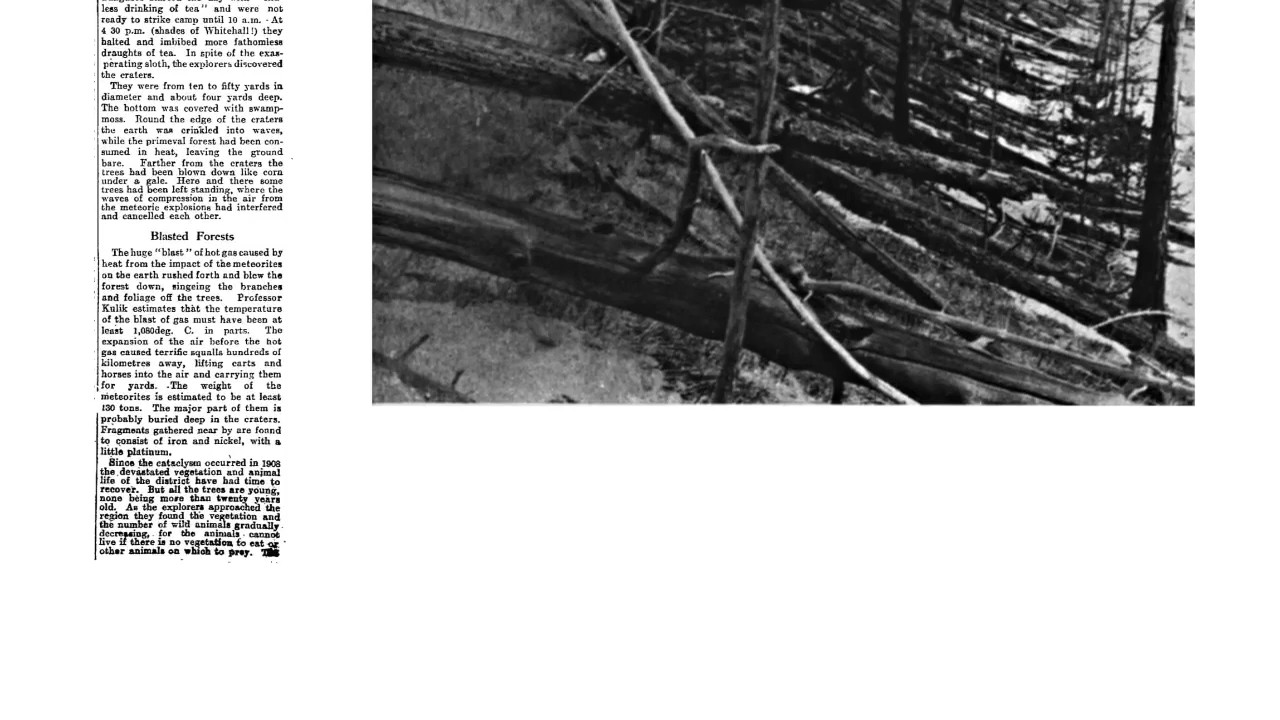 less drinking of tea" and were not
ready to strike camp until 10 a.m. At
4 30 p.m. (shades of Whitehall!) they
halted and imbibed more fathomless
draughts of tea. In spite of the exas-
perating sloth, the explorers discovered
the craters.
They were from ten to fifty yards in
diameter and about four yards deep.
The bottom was covered with swamp-
moss. Round the edge of the craters
the earth was crinkled into waves,
while the primeval forest had been con-
sumed in heat, leaving the ground
bare. Farther from the craters the
trees had been blown down like corn
under a gale. Here and there some
trees had been left standing, where the
waves of compression in the air from
the meteoric explosions had interfered
and cancelled each other.
Blasted Forests
The huge "blast" of hot gas caused by
heat from the impact of the meteorites
on the earth rushed forth and blew the
forest down, singeing the branches
and foliage off the trees. Professor
Kulik estimates that the temperature
of the blast of gas must have been at
least 1,080deg. C. in parts. The
expansion of the air before the hot
gas caused terrific squalls hundreds of
kilometres away, lifting carts and
horses into the air and carrying them
for yards. The weight of the
meteorites is estimated to be at least
130 tons. The major part of them is
probably buried deep in the craters.
Fragments gathered near by are found
to consist of iron and nickel, with a
little platinum.
Since the cataclysm occurred in 1908
the devastated vegetation and animal
life of the district have had time to
recover. But all the trees are young,
none being more than twenty years
old. As the explorers approached the
region they found the vegetation and
the number of wild animals gradually
decreasing, for the animals cannot
live if there is no vegetation to eat or
other animals on which to prey.